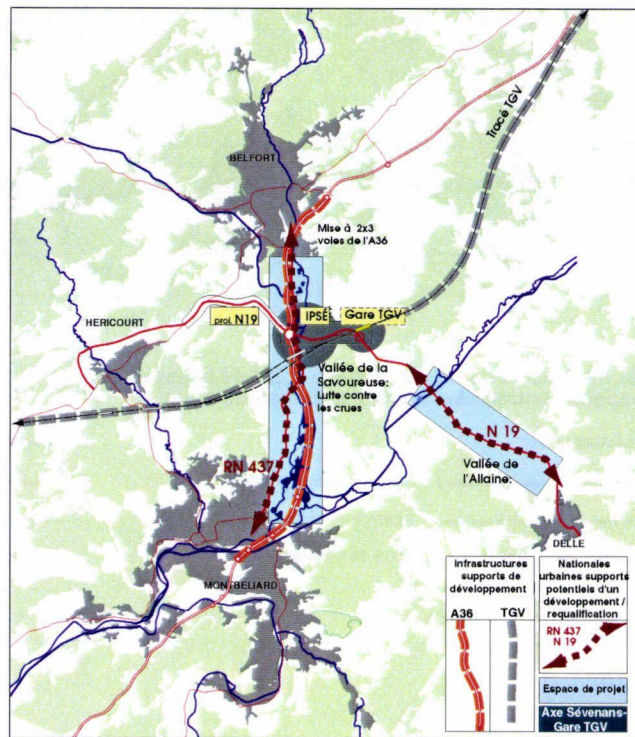 Tracé TGV
BELFORT
Mise à 2x3
voies de l'A36
proj. N19
IPSÉ
Gare TGV
HERICOURT
Vallée de la
Savoureuse:
Lutte contre
les crues
RN 437
N 19
Vallée de
l'Allaine:
DELLE
MONTBELIARD
Infrastructures
supports de
développement
A36
TGV
Nationales
urbaines supports
potentiels d'un
développement /
requalification
RN 437
N 19
Espace de projet
Axe Sévenans-
Gare TGV